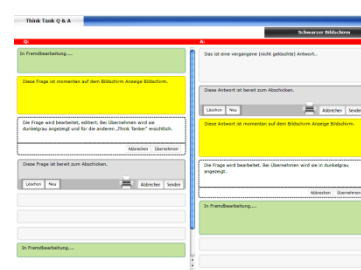 Think Tank Q & A
Schwarzer Bildschirm
Q:
A:
In Fremdbearbeitung....
Diese Frage ist momentan auf dem Bildschirm Anzeige Bildschirm.
Die Frage wird bearbeitet, editiert. Bei Übernehmen wird sie
dunkelgrau angezeigt und für die anderen „Think Tanker" ersichtlich.
Abbrechen Übernehmen
Diese Frage ist bereit zum Abschicken.
Löschen Neu Abbrechen Senden
In Fremdbearbeitung....
Das ist eine vergangene (nicht gelöschte) Antwort..
Diese Antwort ist bereit zum Abschicken.
Löschen Neu Abbrechen Senden
Diese Antwort ist momentan auf dem Bildschirm Anzeige Bildschirm.
Die Frage wird bearbeitet. Bei Übernehmen wird sie in dunkelgrau
angezeigt.
Abbrechen Übernehmen
In Fremdbearbeitung....